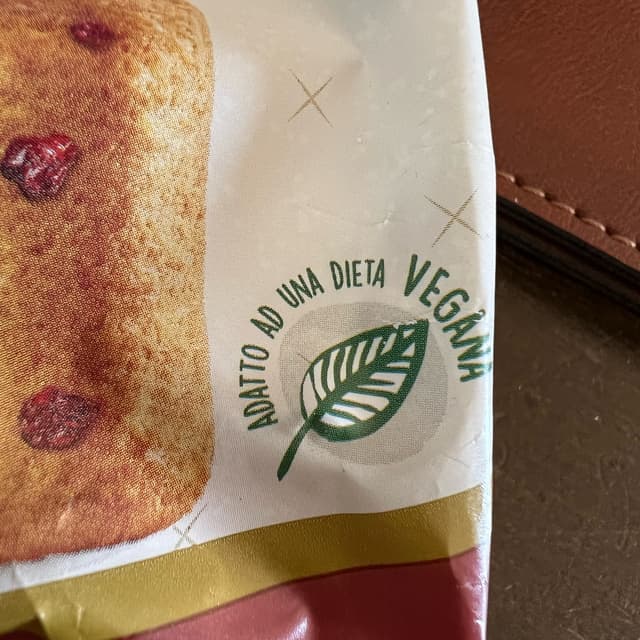 ADATTO AD UNA DIETA VEGANA